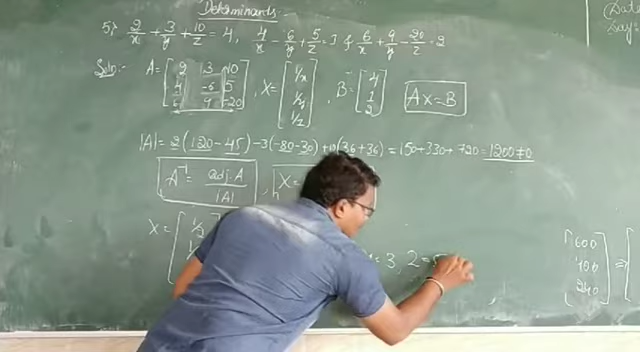 Determinants:-
5) 2/x + 3/y + 10/z = 4, 4/x - 6/y + 5/z = 1 & 6/x + 9/y - 20/z = 2
Soln:- A = [2 3 10; 4 -6 5; 6 9 -20], X = [1/x; 1/y; 1/z], B = [4; 1; 2] AX=B
|A| = 2(120-45) -3(-80-30) +10(36+36) = 150+330+720 = 1200≠0
A⁻¹ = adj.A / |A| , X =
X = [1/2
= 3, z = 5
[600; 400; 240] ⇒ [